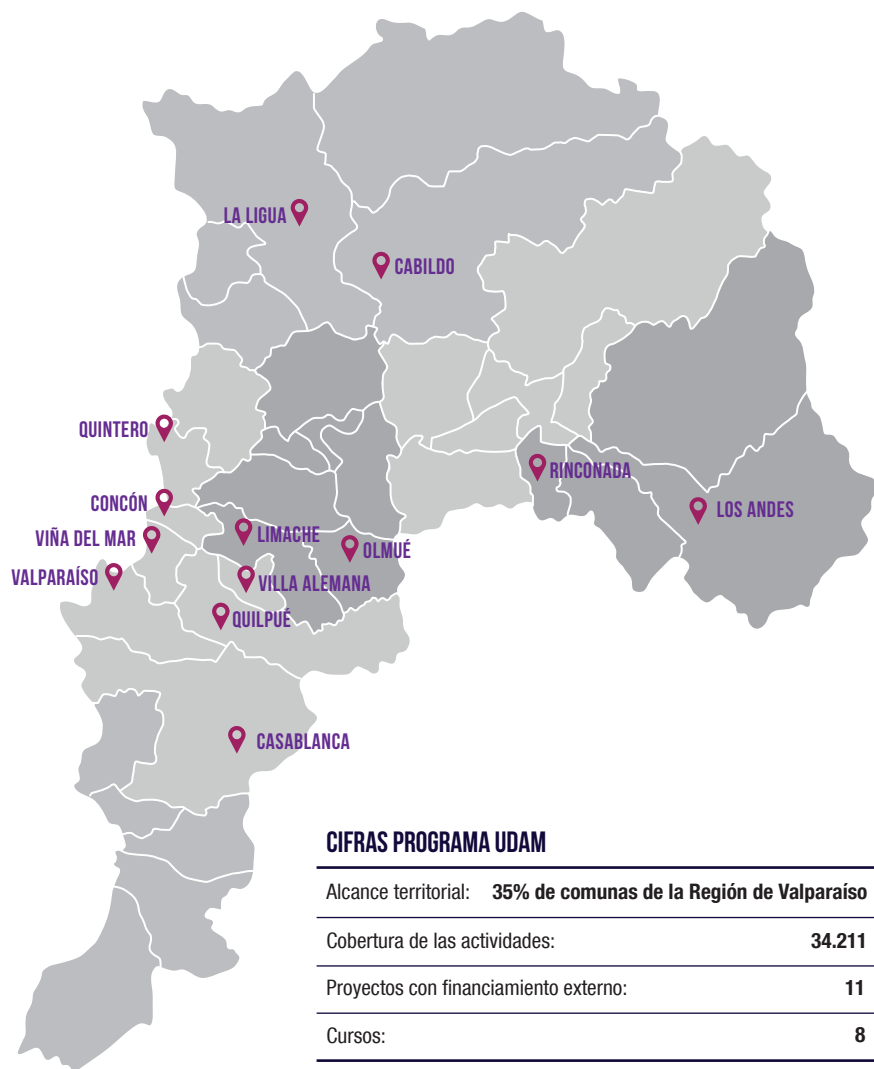 LA LIGUA
CABILDO
QUINTERO
RINCONADA
CONCÓN
LOS ANDES
VIÑA DEL MAR
LIMACHE
OLMUÉ
VALPARAÍSO
VILLA ALEMANA
QUILPUÉ
CASABLANCA
CIFRAS PROGRAMA UDAM
Alcance territorial: 35% de comunas de la Región de Valparaíso
Cobertura de las actividades: 34.211
Proyectos con financiamiento externo: 11
Cursos: 8